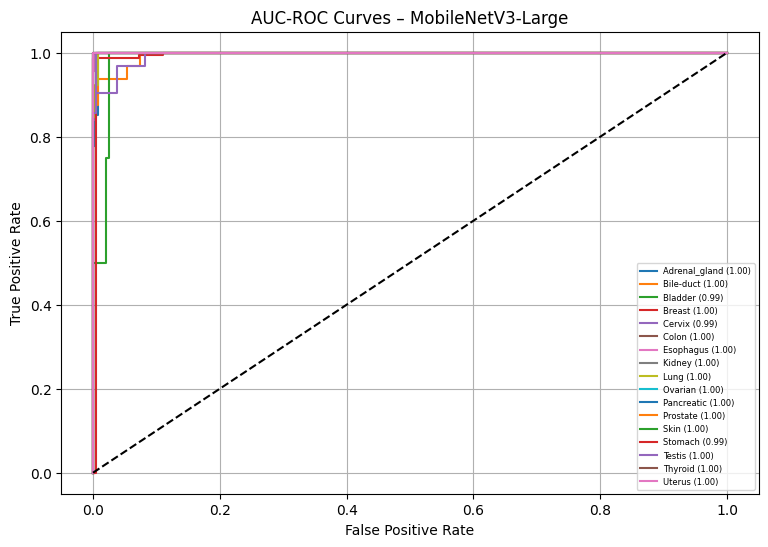 AUC-ROC Curves – MobileNetV3-Large
True Positive Rate
1.0
0.8
0.6
0.4
0.2
0.0
Adrenal_gland (1.00)
Bile-duct (1.00)
Bladder (0.99)
Breast (1.00)
Cervix (0.99)
Colon (1.00)
Esophagus (1.00)
Kidney (1.00)
Lung (1.00)
Ovarian (1.00)
Pancreatic (1.00)
Prostate (1.00)
Skin (1.00)
Stomach (0.99)
Testis (1.00)
Thyroid (1.00)
Uterus (1.00)
0.0 0.2 0.4 0.6 0.8 1.0
False Positive Rate